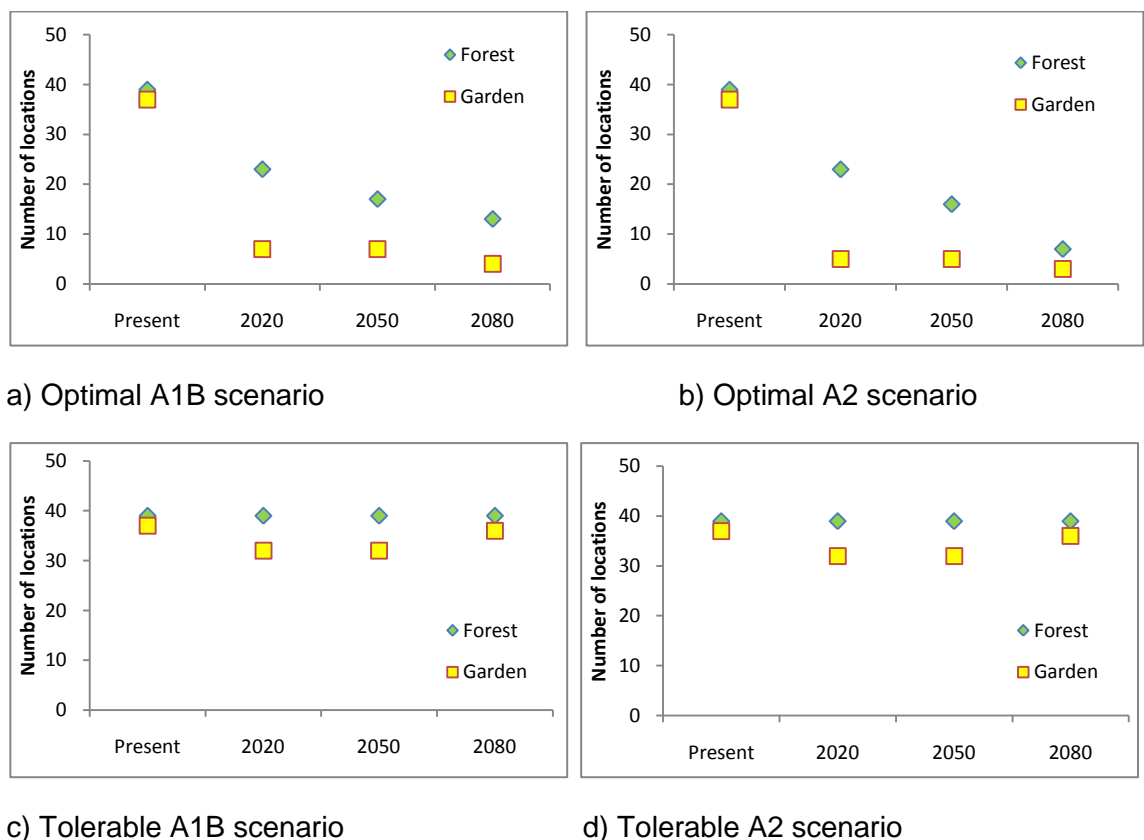 50
40
30
20
10
0
Number of locations
Forest
Garden
Present 2020 2050 2080
a) Optimal A1B scenario
50
40
30
20
10
0
Number of locations
Forest
Garden
Present 2020 2050 2080
b) Optimal A2 scenario
50
40
30
20
10
0
Number of locations
Forest
Garden
Present 2020 2050 2080
c) Tolerable A1B scenario
50
40
30
20
10
0
Number of locations
Forest
Garden
Present 2020 2050 2080
d) Tolerable A2 scenario